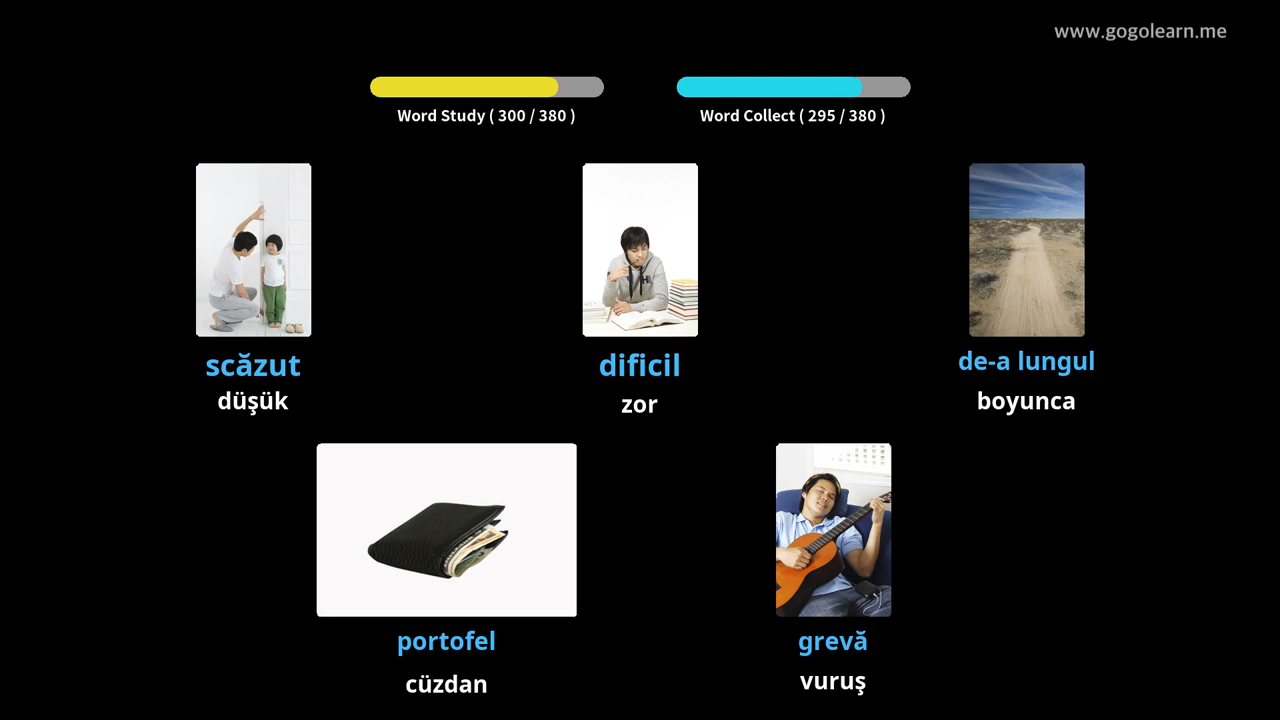 www.gogolearn.me
Word Study ( 300 / 380 )
Word Collect ( 295 / 380 )
scăzut
düşük
dificil
zor
de-a lungul
boyunca
portofel
cüzdan
grevă
vuruş